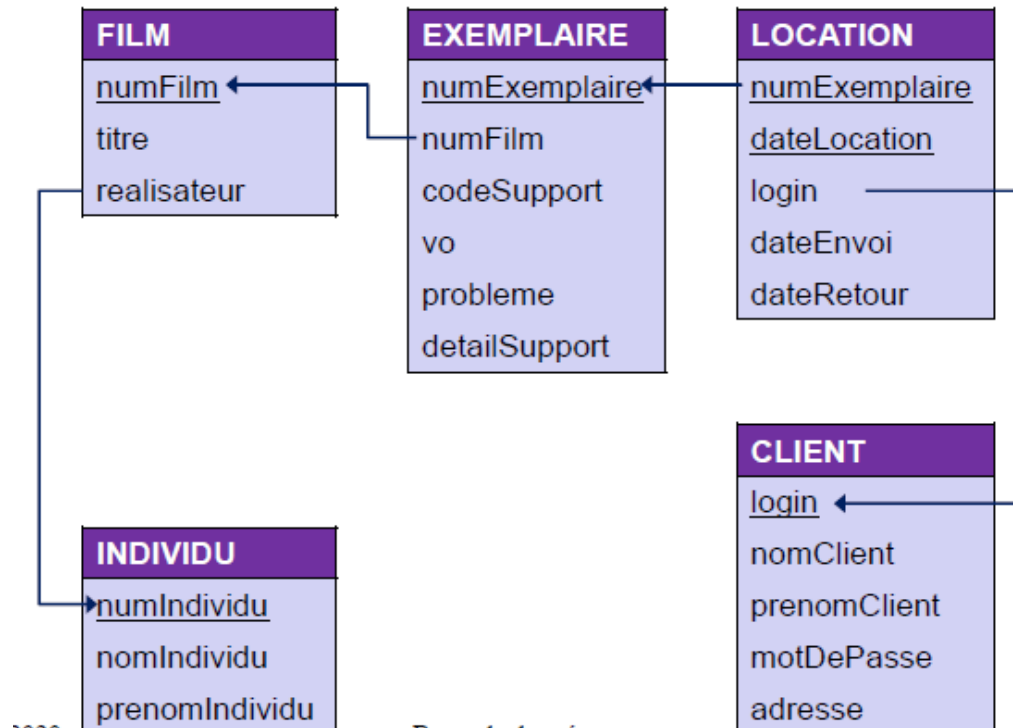 FILM
numFilm
titre
realisateur
EXEMPLAIRE
numExemplaire
numFilm
codeSupport
vo
probleme
detailSupport
LOCATION
numExemplaire
dateLocation
login
dateEnvoi
dateRetour
INDIVIDU
numIndividu
nomIndividu
prenomIndividu
CLIENT
login
nomClient
prenomClient
motDePasse
adresse